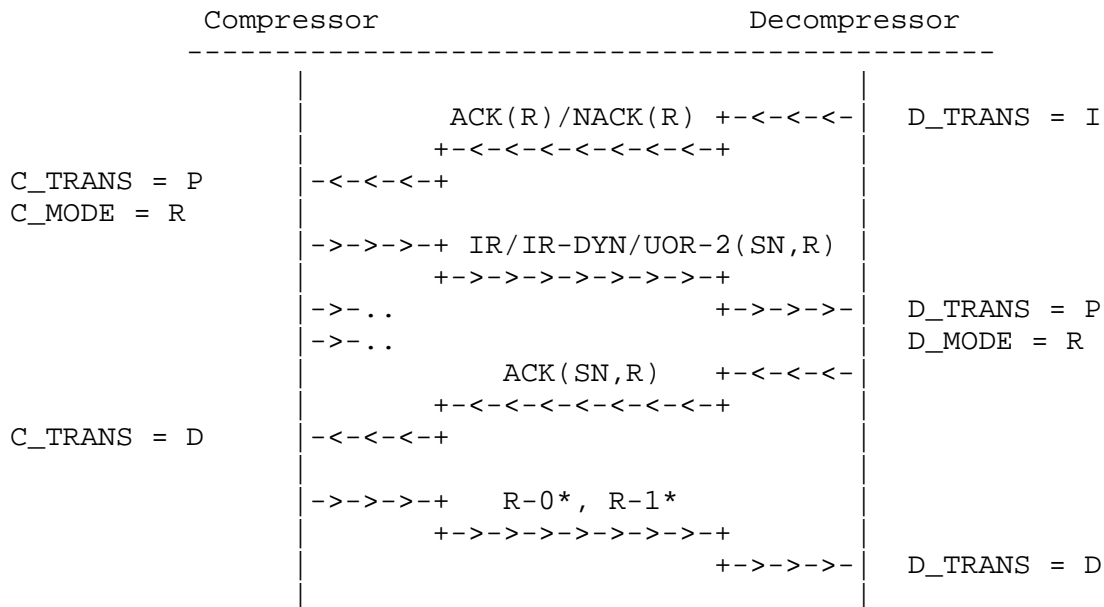 Compressor Decompressor
----------------------------------------------
| |
| ACK(R)/NACK(R) +-<-<-<-| D_TRANS = I
| +-<-<-<-<-<-<-<-+ |
C_TRANS = P |-<-<-<-+ |
C_MODE = R | |
|->->->-+ IR/IR-DYN/UOR-2(SN,R) |
| +->->->->->->->-+ |
|->-.. +->->->-| D_TRANS = P
|->-.. | D_MODE = R
| ACK(SN,R) +-<-<-<-|
| +-<-<-<-<-<-<-<-+ |
C_TRANS = D |-<-<-<-+ |
| |
|->->->-+ R-0*, R-1* |
| +->->->->->->->-+ |
| +->->->-| D_TRANS = D
| |